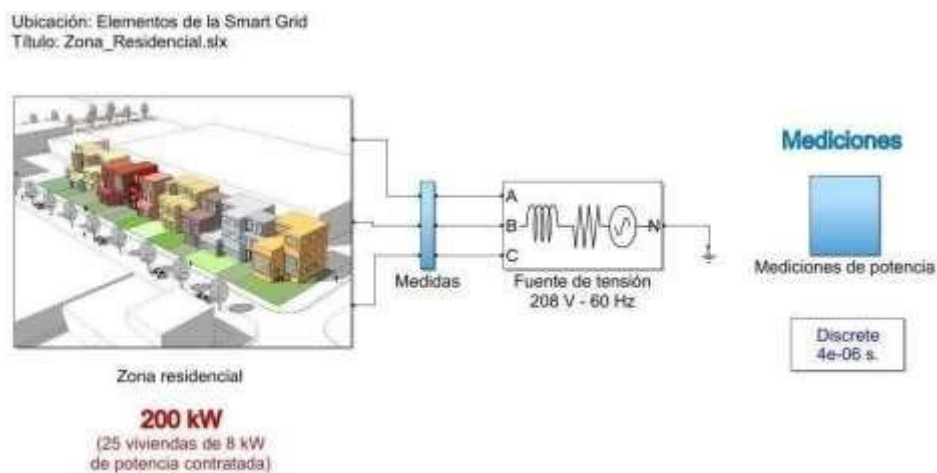 Ubicación: Elementos de la Smart Grid
Título: Zona_Residencial.slx
Mediciones
A
B
C
N
Medidas
Fuente de tensión
208 V - 60 Hz
Mediciones de potencia
Discrete
4e-06 s.
Zona residencial
200 kW
(25 viviendas de 8 kW
de potencia contratada)